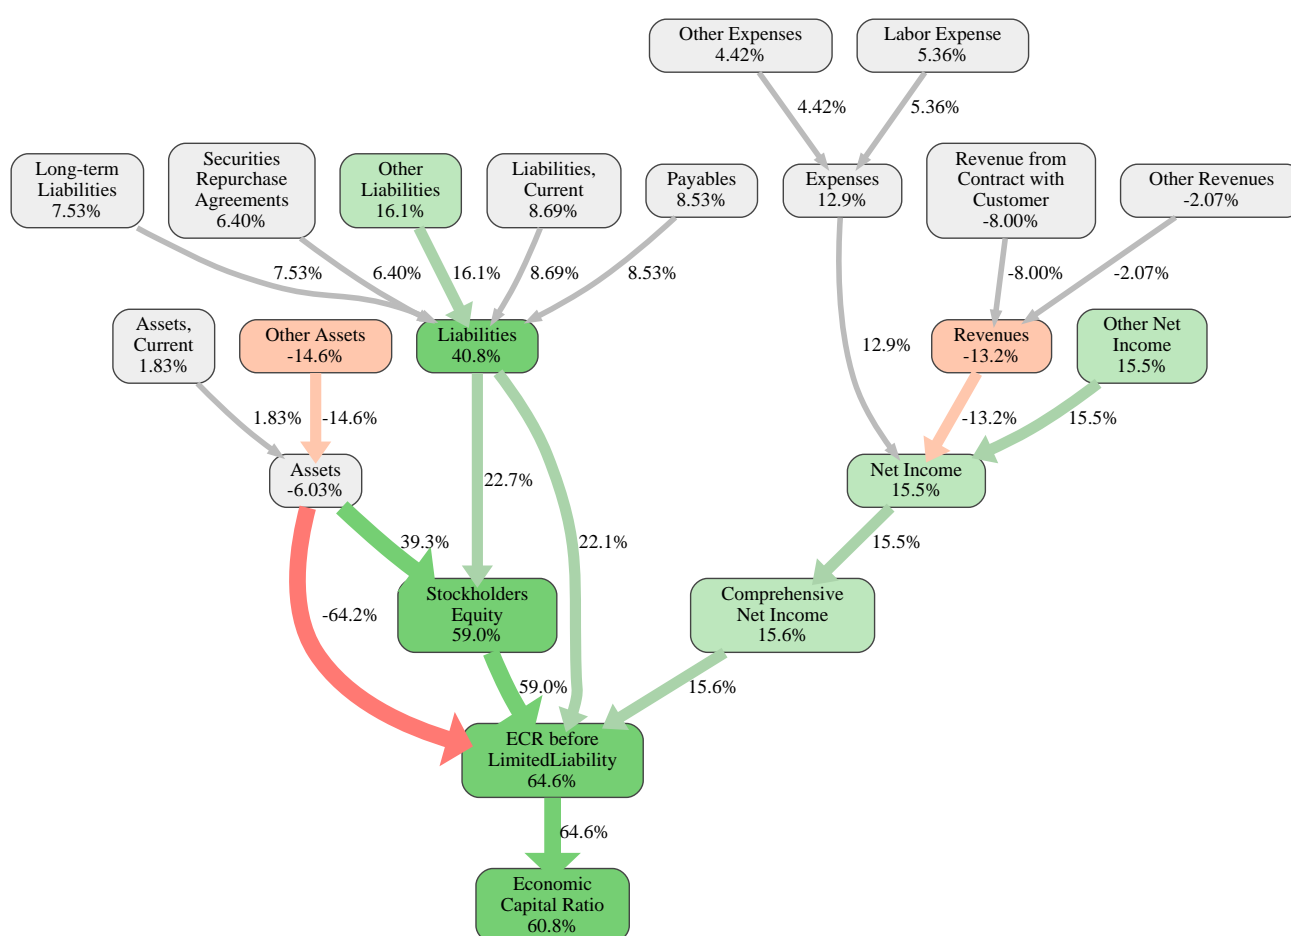 Other Expenses
4.42%
Labor Expense
5.36%
4.42%
5.36%
Long-term
Liabilities
7.53%
Securities
Repurchase
Agreements
6.40%
Other
Liabilities
16.1%
Liabilities,
Current
8.69%
Payables
8.53%
Expenses
12.9%
Revenue from
Contract with
Customer
-8.00%
Other Revenues
-2.07%
7.53%
6.40%
16.1%
8.69%
8.53%
-8.00%
-2.07%
Assets,
Current
1.83%
Other Assets
-14.6%
Liabilities
40.8%
12.9%
Revenues
-13.2%
Other Net
Income
15.5%
1.83%
-14.6%
-13.2%
15.5%
Assets
-6.03%
22.7%
Net Income
15.5%
39.3%
22.1%
15.5%
-64.2%
Stockholders
Equity
59.0%
Comprehensive
Net Income
15.6%
59.0%
15.6%
ECR before
LimitedLiability
64.6%
64.6%
Economic
Capital Ratio
60.8%